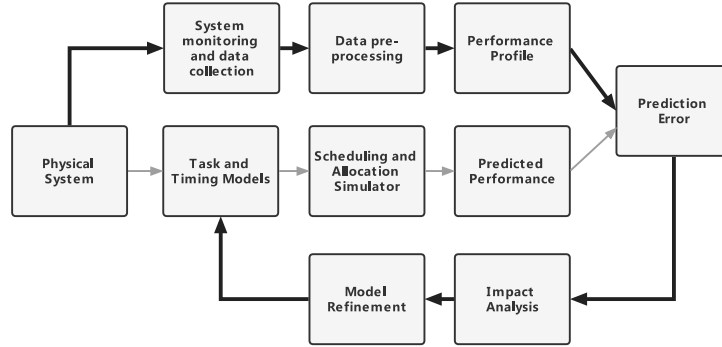 System
monitoring
and data
collection
Data pre-
processing
Performance
Profile
Prediction
Error
Physical
System
Task and
Timing Models
Scheduling and
Allocation
Simulator
Predicted
Performance
Model
Refinement
Impact
Analysis